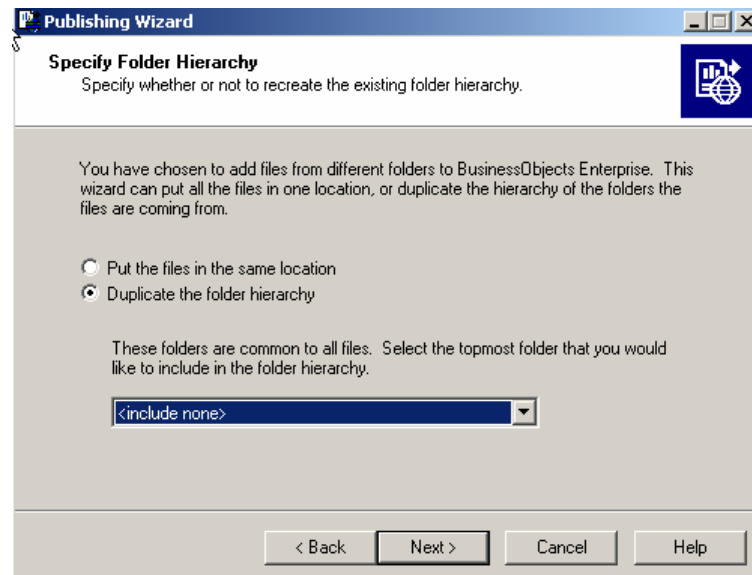 Publishing Wizard
Specify Folder Hierarchy
Specify whether or not to recreate the existing folder hierarchy.
You have chosen to add files from different folders to BusinessObjects Enterprise. This
wizard can put all the files in one location, or duplicate the hierarchy of the folders the
files are coming from.
Put the files in the same location
Duplicate the folder hierarchy
These folders are common to all files. Select the topmost folder that you would
like to include in the folder hierarchy.
<include none>
< Back
Next >
Cancel
Help